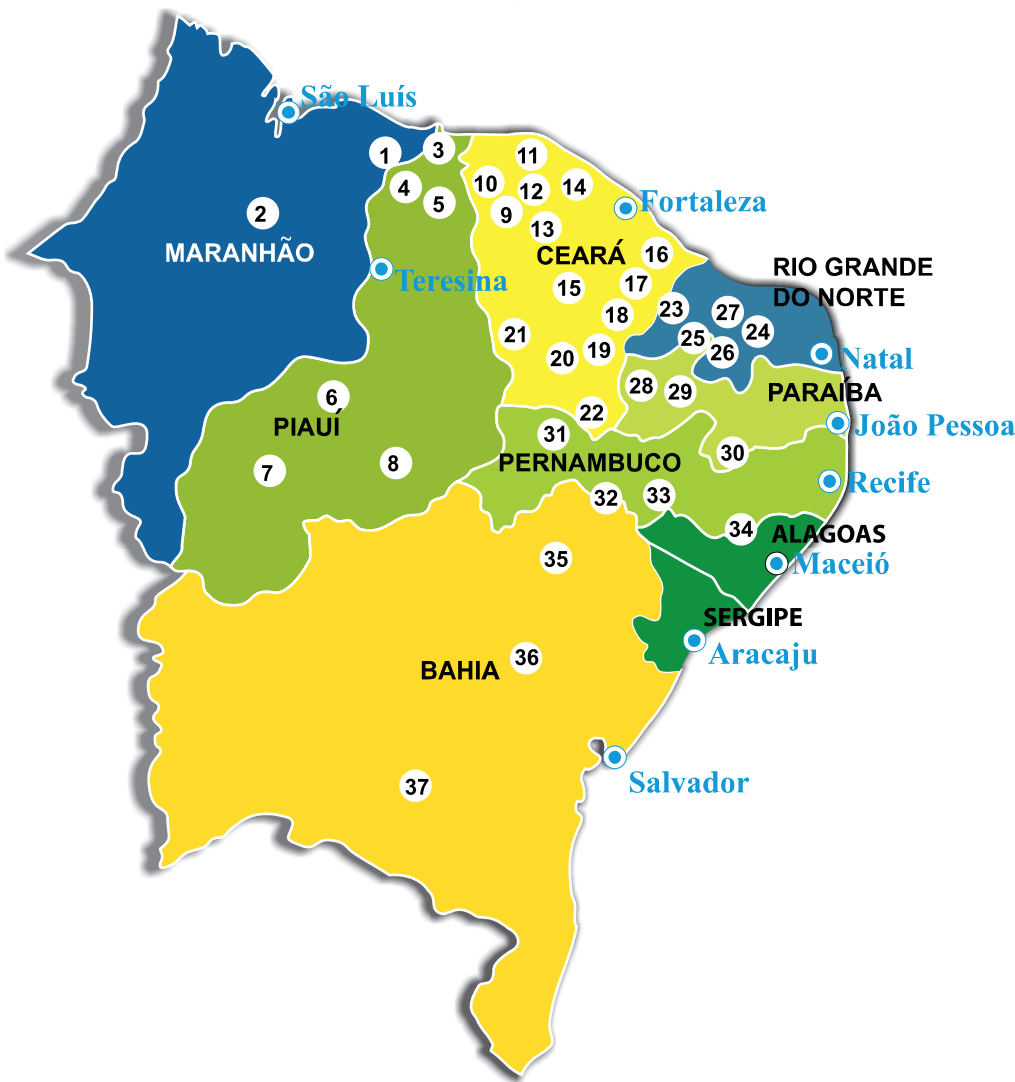 São Luís
1
3
11
10
12
14
4
5
9
Fortaleza
2
13
MARANHÃO
CEARÁ
16
RIO GRANDE
DO NORTE
Teresina
15
17
23
27
18
24
21
25
26
20
19
Natal
28
29
PARAÍBA
6
22
PIAUÍ
31
João Pessoa
7
8
PERNAMBUCO
30
Recife
32
33
34
ALAGOAS
35
Maceió
SERGIPE
36
BAHIA
Aracaju
37
Salvador